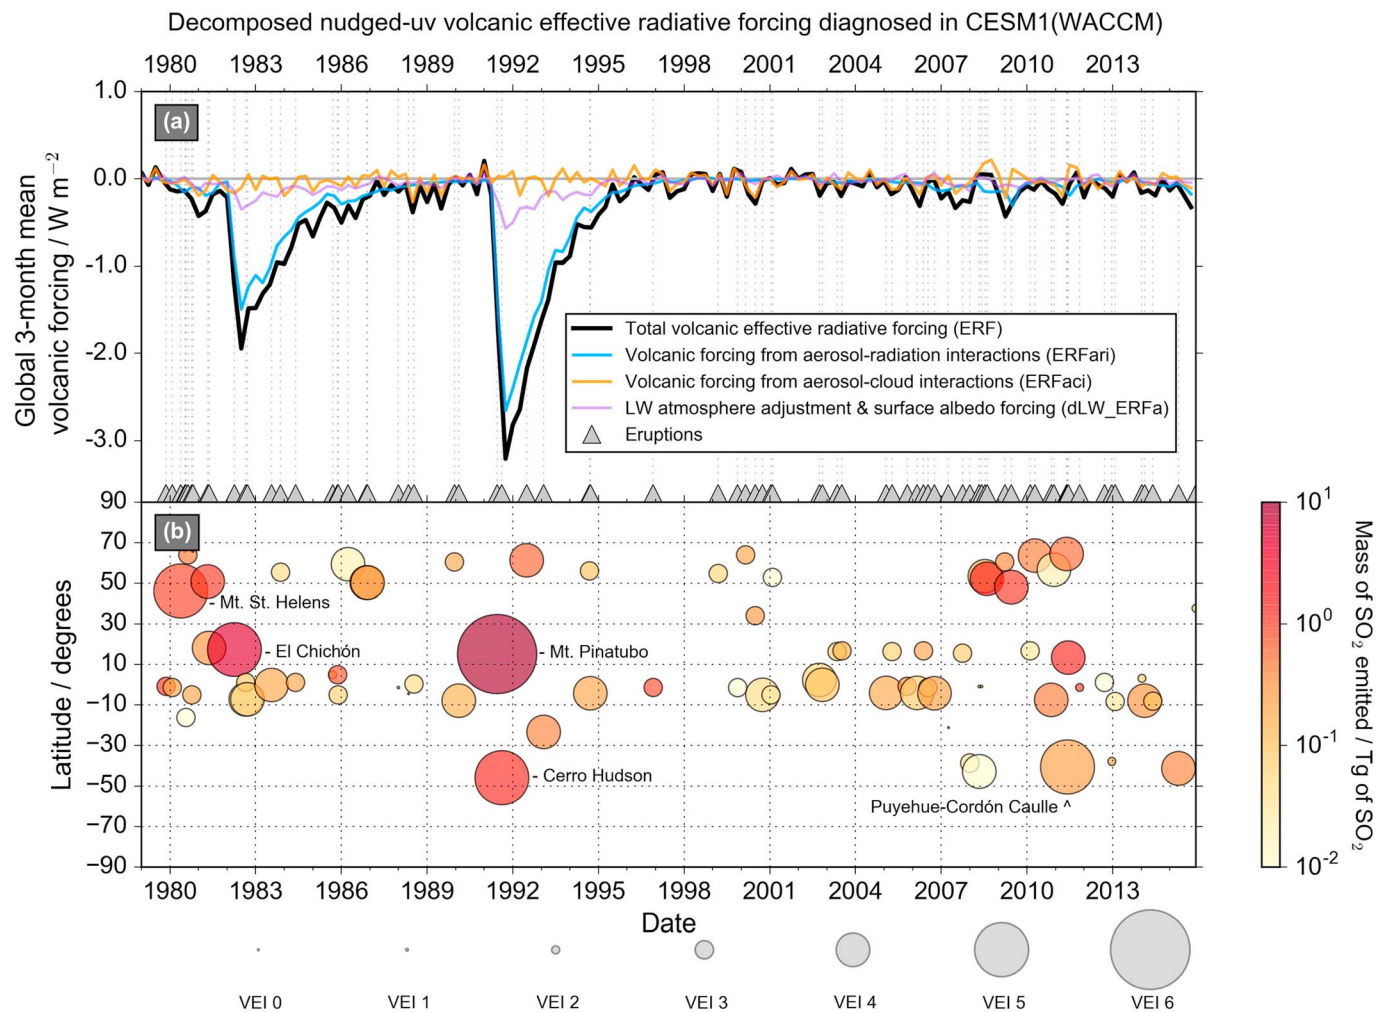 Decomposed nudged-uv volcanic effective radiative forcing diagnosed in CESM1(WACCM)
1980 1983 1986 1989 1992 1995 1998 2001 2004 2007 2010 2013
1.0
(a)
0.0
-1.0
-2.0
-3.0
Global 3-month mean
volcanic forcing / W m−2
Total volcanic effective radiative forcing (ERF)
Volcanic forcing from aerosol-radiation interactions (ERFari)
Volcanic forcing from aerosol-cloud interactions (ERFaci)
LW atmosphere adjustment & surface albedo forcing (dLW_ERFa)
Eruptions
90
(b)
70
50
30
10
−10
−30
−50
−70
−90
Latitude / degrees
- Mt. St. Helens
- El Chichón
- Mt. Pinatubo
- Cerro Hudson
Puyehue-Cordón Caulle ^
1980 1983 1986 1989 1992 1995 1998 2001 2004 2007 2010 2013
Date
10^1
10^0
10^-1
10^-2
Mass of SO2 emitted / Tg of SO2
VEI 0 VEI 1 VEI 2 VEI 3 VEI 4 VEI 5 VEI 6